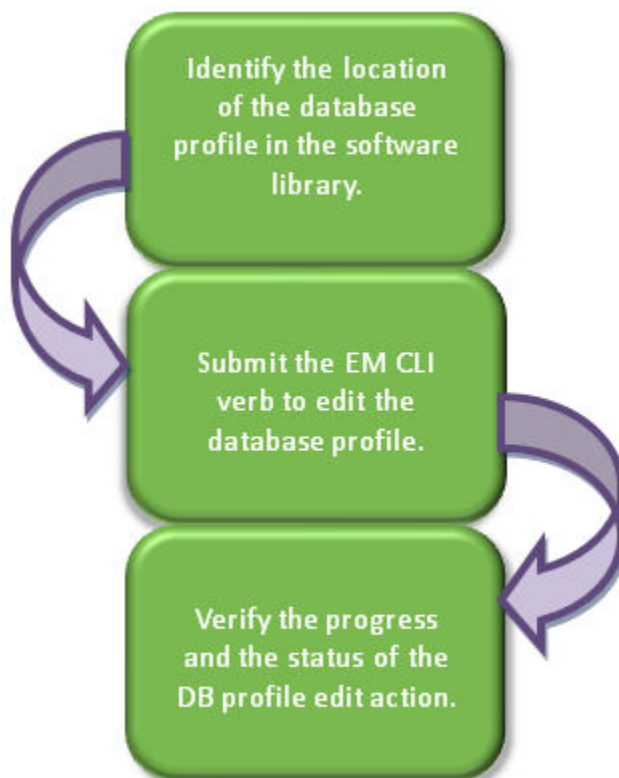 Identify the location
of the database
profile in the software
library.
Submit the EM CLI
verb to edit the
database profile.
Verify the progress
and the status of the
DB profile edit action.